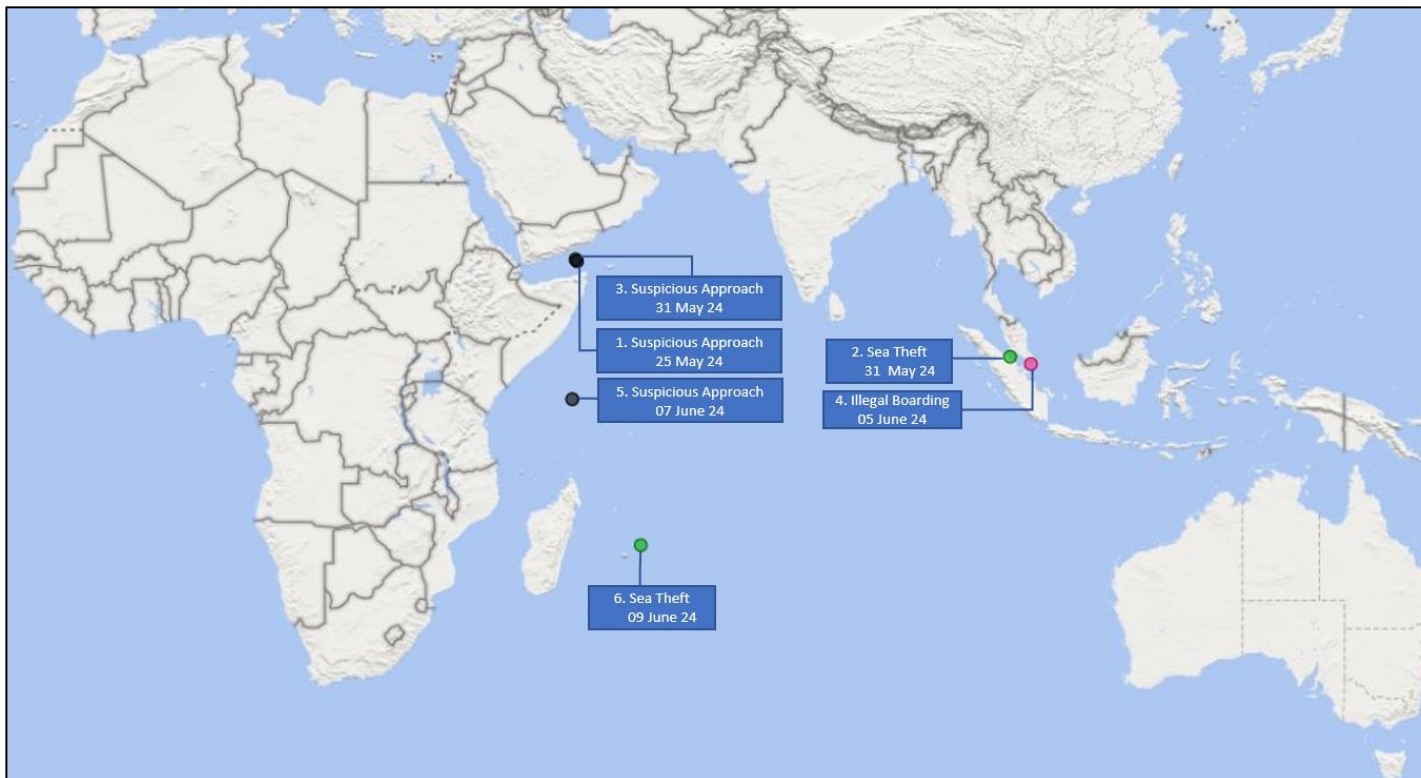 3. Suspicious Approach
31 May 24
1. Suspicious Approach
25 May 24
5. Suspicious Approach
07 June 24
2. Sea Theft
31 May 24
4. Illegal Boarding
05 June 24
6. Sea Theft
09 June 24